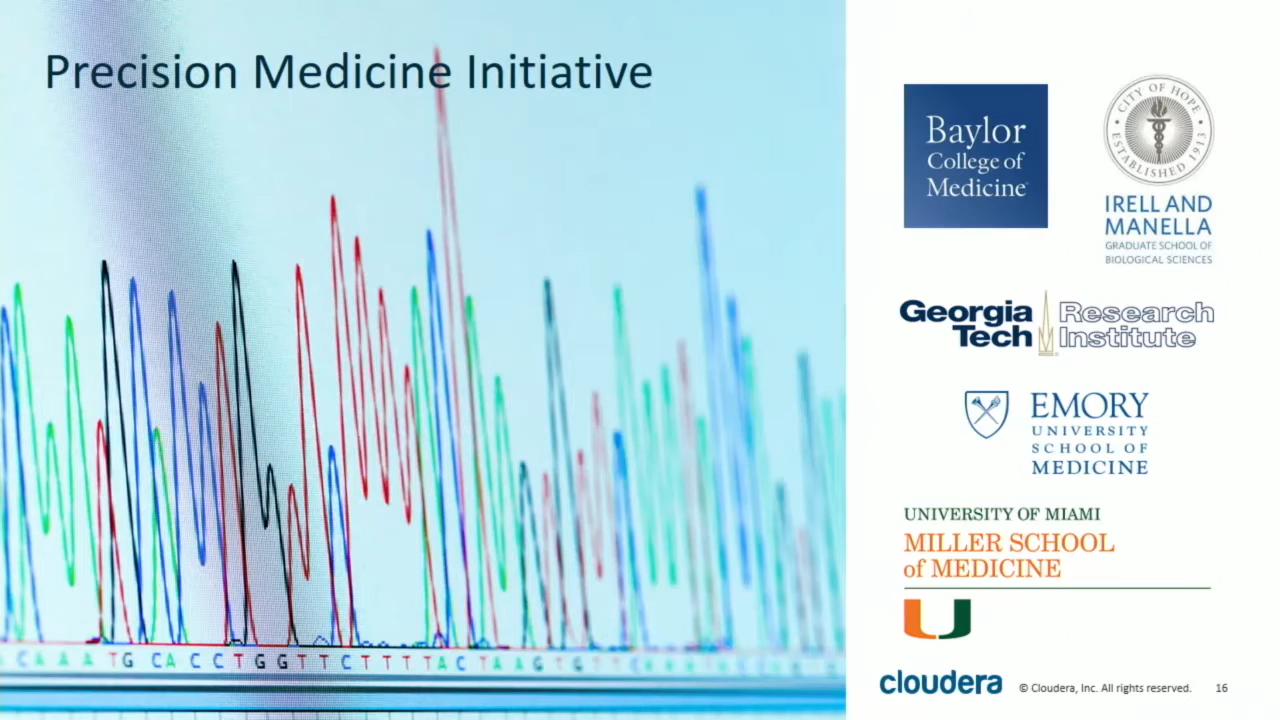 Precision Medicine Initiative
Baylor
College of
Medicine
CITY OF HOPE
ESTABLISHED 1913
IRELL AND
MANELLA
GRADUATE SCHOOL OF
BIOLOGICAL SCIENCES
Georgia
Tech
Research
Institute
EMORY
UNIVERSITY
SCHOOL OF
MEDICINE
UNIVERSITY OF MIAMI
MILLER SCHOOL
of MEDICINE
U
C A A A T G C A C C T G G T T C T T T T A C T A A G T G T T C
cloudera © Cloudera, Inc. All rights reserved. 16